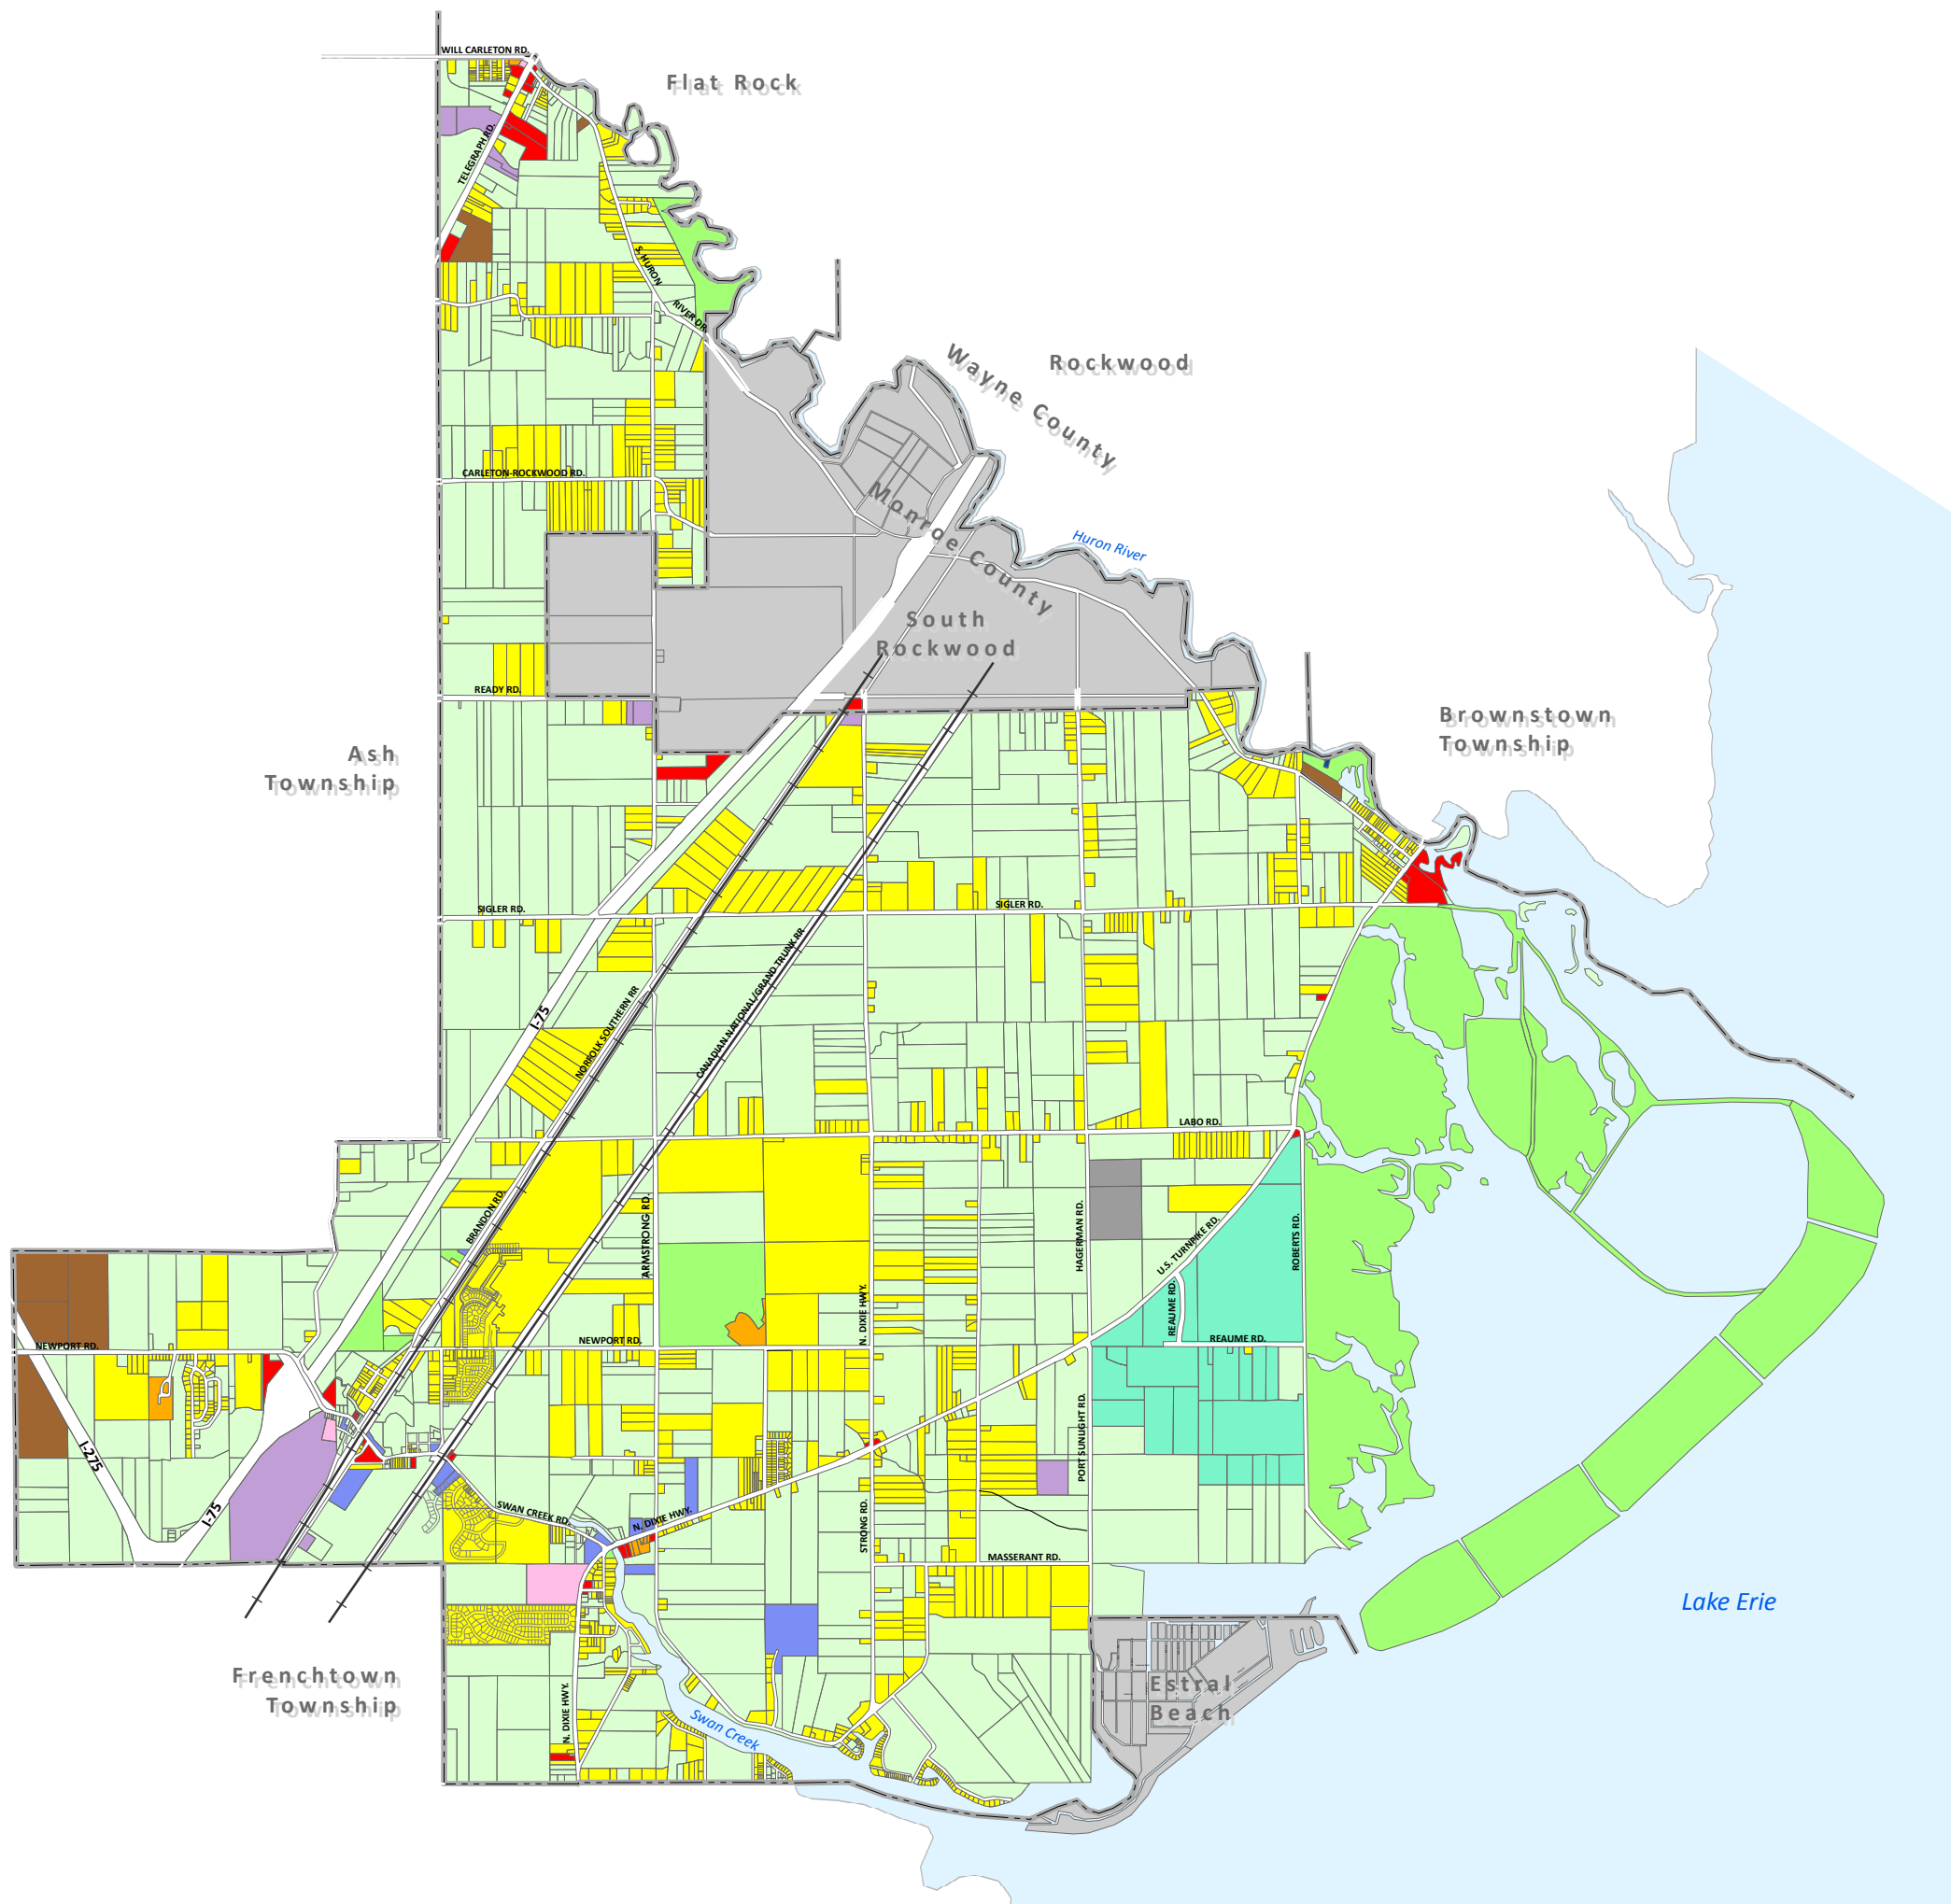 WILL CARLETON RD.
Flat Rock
TELEGRAPH RD.
S. HURON
RIVER DR.
Wayne County
Rockwood
CARLETON-ROCKWOOD RD.
Monroe County
Huron River
South
Rockwood
READY RD.
Brownstown
Township
Ash
Township
SIGLER RD.
SIGLER RD.
I-75
NORFOLK SOUTHERN RR
CANADIAN NATIONAL/GRAND TRUNK RR
LABO RD.
BRANDON RD.
ARMSTRONG RD.
HAGERMAN RD.
U.S. TURNPIKE RD.
ROBERTS RD.
N. DIXIE HWY.
REAUME RD.
NEWPORT RD.
NEWPORT RD.
REAUME RD.
PORT SUNLIGHT RD.
I-275
I-75
SWAN CREEK RD.
N. DIXIE HWY.
STRONG RD.
MASSERANT RD.
Lake Erie
Frenchtown
Township
N. DIXIE HWY.
Swan Creek
Estral
Beach